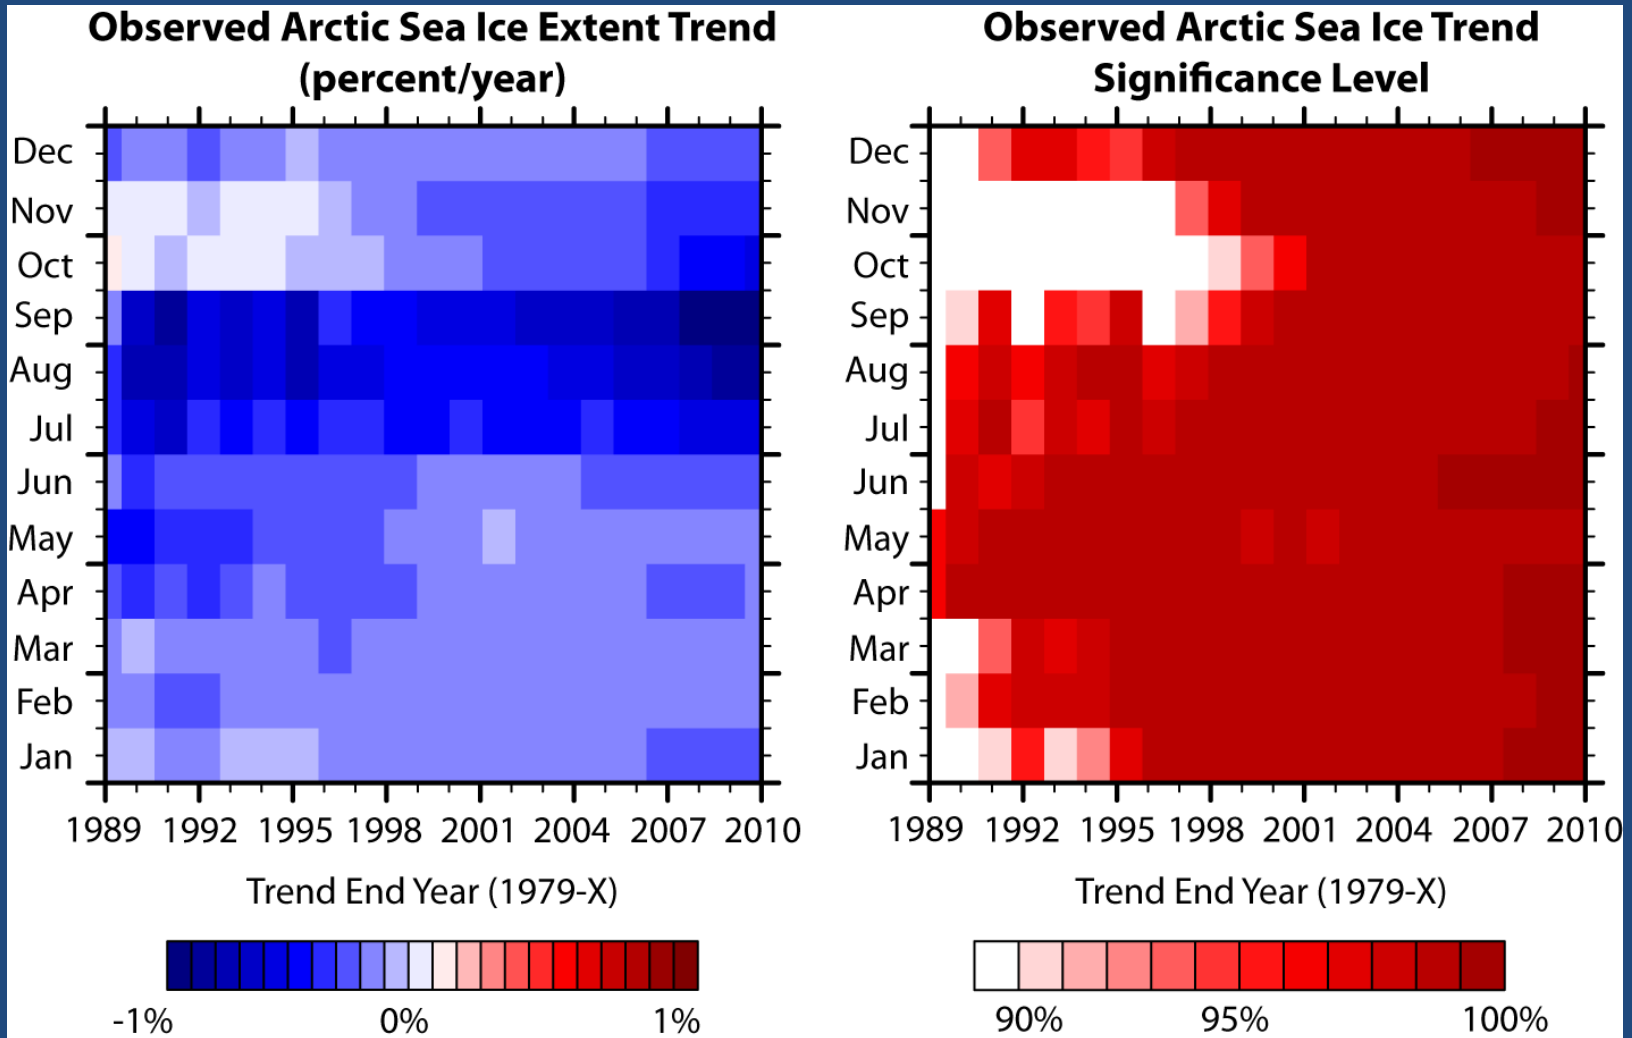 Observed Arctic Sea Ice Extent Trend
(percent/year)
Dec
Nov
Oct
Sep
Aug
Jul
Jun
May
Apr
Mar
Feb
Jan
1989 1992 1995 1998 2001 2004 2007 2010
Trend End Year (1979-X)
-1% 0% 1%
Observed Arctic Sea Ice Trend
Significance Level
Dec
Nov
Oct
Sep
Aug
Jul
Jun
May
Apr
Mar
Feb
Jan
1989 1992 1995 1998 2001 2004 2007 2010
Trend End Year (1979-X)
90% 95% 100%